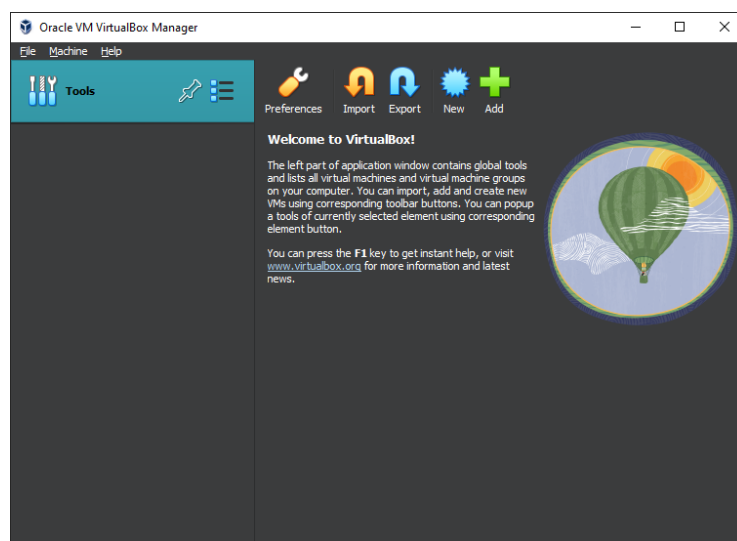 Oracle VM VirtualBox Manager
File Machine Help
Tools
Preferences Import Export New Add
Welcome to VirtualBox!
The left part of application window contains global tools
and lists all virtual machines and virtual machine groups
on your computer. You can import, add and create new
VMs using corresponding toolbar buttons. You can popup
a tools of currently selected element using corresponding
element button.
You can press the F1 key to get instant help, or visit
www.virtualbox.org for more information and latest
news.